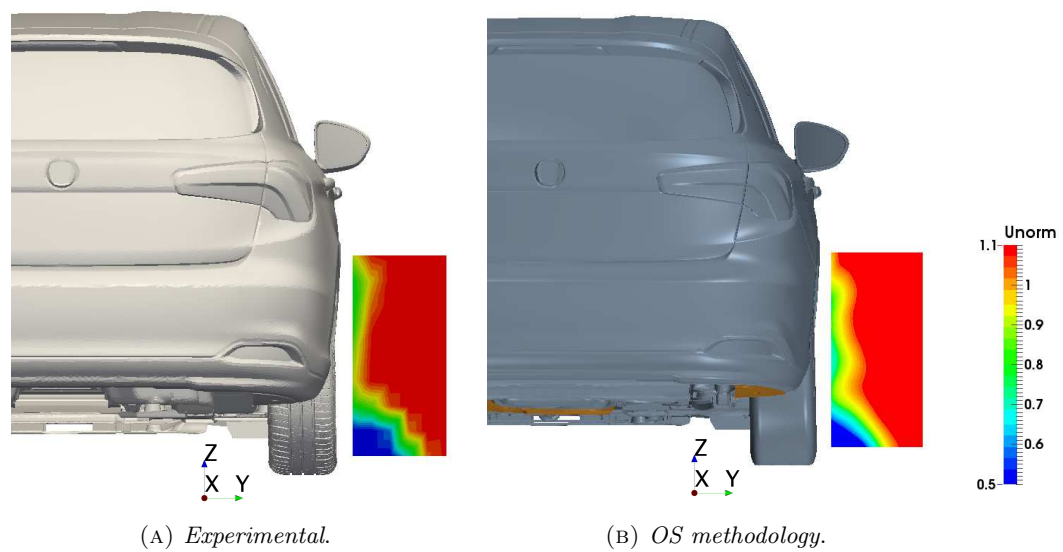 Unorm
1.1
1
0.9
0.8
0.7
0.6
0.5
Z
X Y
Z
X Y
(A) Experimental.
(B) OS methodology.